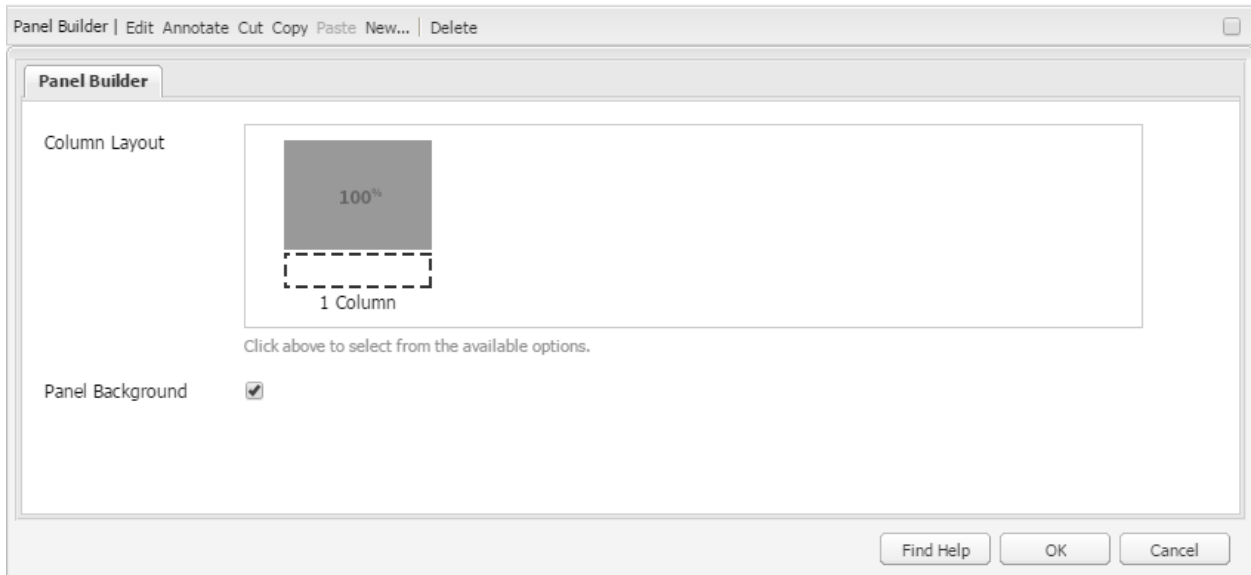 Panel Builder | Edit Annotate Cut Copy Paste New... | Delete
Panel Builder
Column Layout
100%
1 Column
Click above to select from the available options.
Panel Background
Find Help OK Cancel